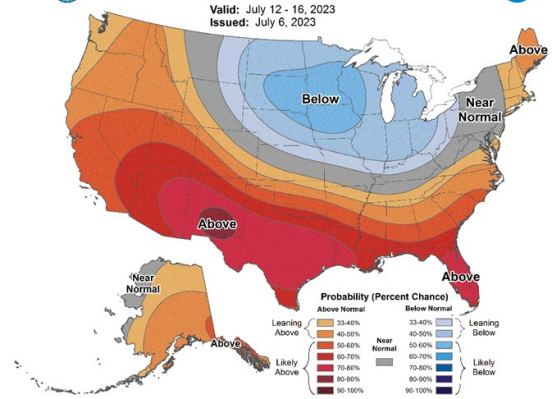 Valid: July 12 - 16, 2023
Issued: July 6, 2023
Above
Below
Near
Normal
Above
Near
Normal
Above
Above
Probability (Percent Chance)
Above Normal
Below Normal
Leaning
Above
33-40%
40-50%
Likely
Above
50-60%
60-70%
70-80%
80-90%
90-100%
Near
Normal
33-40%
40-50%
Leaning
Below
50-60%
60-70%
70-80%
80-90%
90-100%
Likely
Below